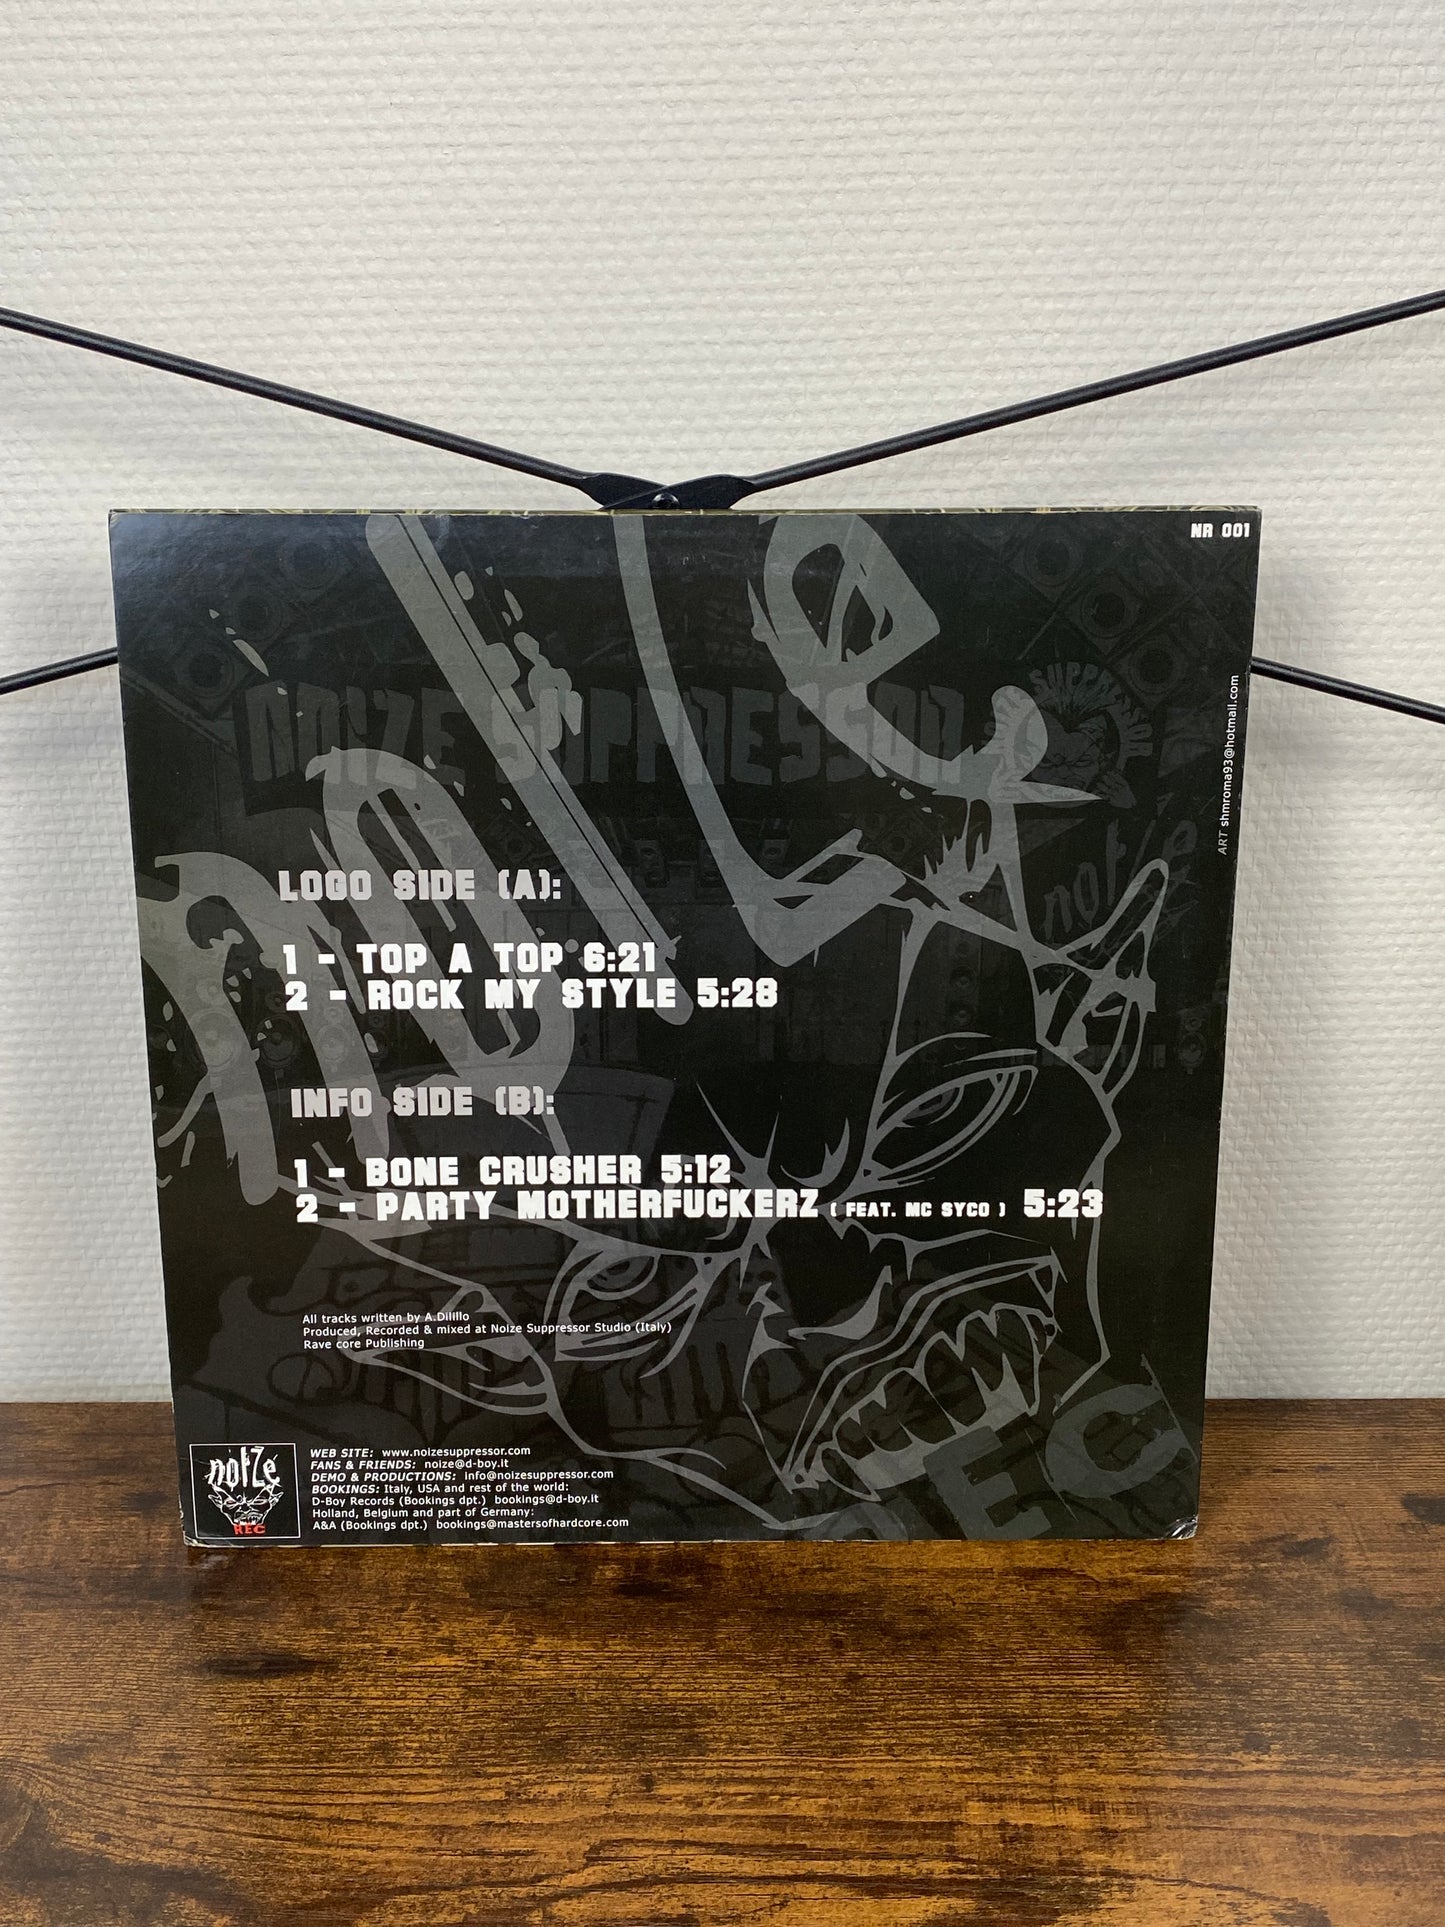 NR 001
NOIZE SUPPRESSOR
SUPPRESSOR
noize
ART shmroma93@hotmail.com
LOGO SIDE (A):
1 - TOP A TOP 6:21
2 - ROCK MY STYLE 5:28
INFO SIDE (B):
1 - BONE CRUSHER 5:12
2 - PARTY MOTHERFUCKERZ ( FEAT. MC SYCO ) 5:23
All tracks written by A.Dilillo
Produced, Recorded & mixed at Noize Suppressor Studio (Italy)
Rave core Publishing
noize
REC
WEB SITE: www.noizesuppressor.com
FANS & FRIENDS: noize@d-boy.it
DEMO & PRODUCTIONS: info@noizesuppressor.com
BOOKINGS: Italy, USA and rest of the world:
D-Boy Records (Bookings dpt.) bookings@d-boy.it
Holland, Belgium and part of Germany:
A&A (Bookings dpt.) bookings@mastersofhardcore.com
noize
REC